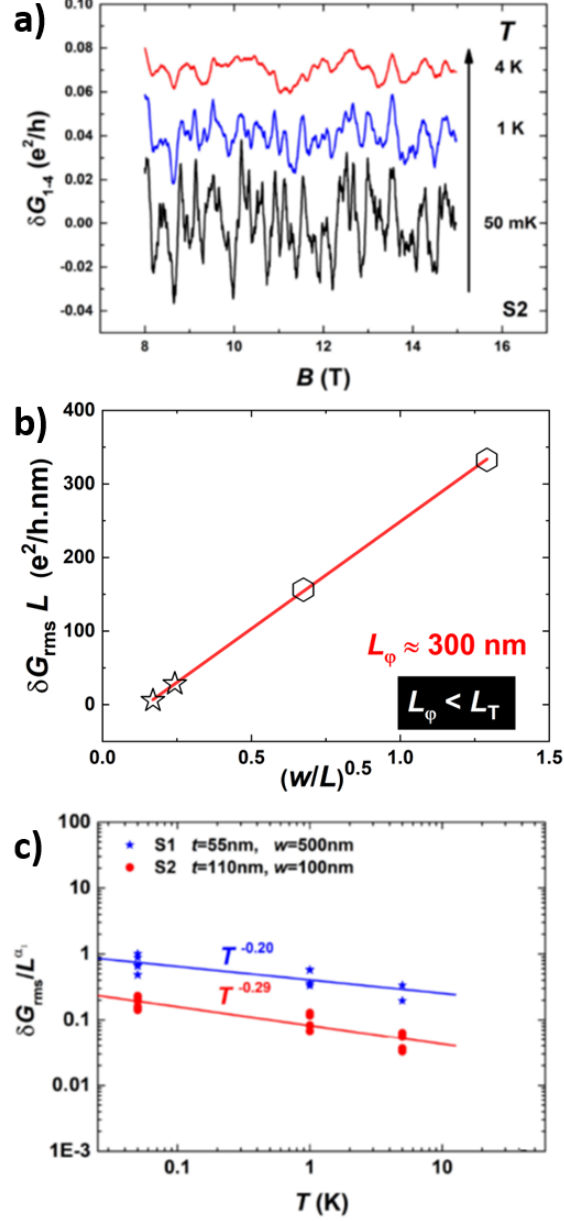 a)
0.10
0.08
0.06
0.04
0.02
0.00
-0.02
-0.04
δG1-4 (e²/h)
T
4 K
1 K
50 mK
S2
8 10 12 14 16
B (T)
b)
400
300
200
100
0
δGrms L (e²/h.nm)
Lφ ≈ 300 nm
Lφ < LT
0.0 0.5 1.0 1.5
(w/L)^0.5
c)
100
10
1
0.1
0.01
1E-3
δGrms/L^αi
S1 t=55nm, w=500nm
S2 t=110nm, w=100nm
T^-0.20
T^-0.29
0.1 1 10
T (K)